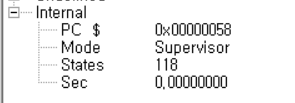 Internal
PC $ 0x00000058
Mode Supervisor
States 118
Sec 0,00000000